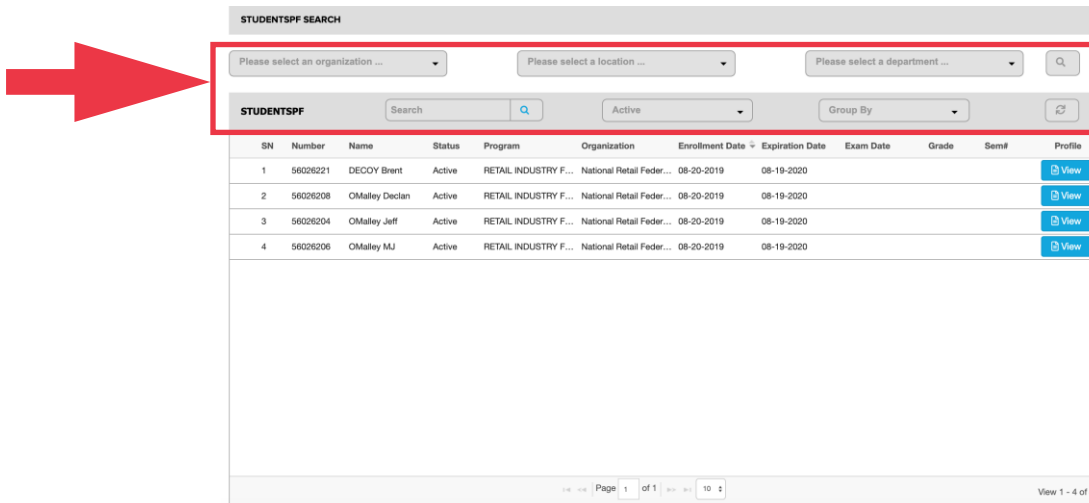 STUDENTSPF SEARCH
Please select an organization ... Please select a location ... Please select a department ...
STUDENTSPF Search Active Group By
SN Number Name Status Program Organization Enrollment Date Expiration Date Exam Date Grade Sem# Profile
1 56026221 DECOY Brent Active RETAIL INDUSTRY F... National Retail Feder... 08-20-2019 08-19-2020 View
2 56026208 OMalley Declan Active RETAIL INDUSTRY F... National Retail Feder... 08-20-2019 08-19-2020 View
3 56026204 OMalley Jeff Active RETAIL INDUSTRY F... National Retail Feder... 08-20-2019 08-19-2020 View
4 56026206 OMalley MJ Active RETAIL INDUSTRY F... National Retail Feder... 08-20-2019 08-19-2020 View
Page 1 of 1 10 View 1 - 4 of